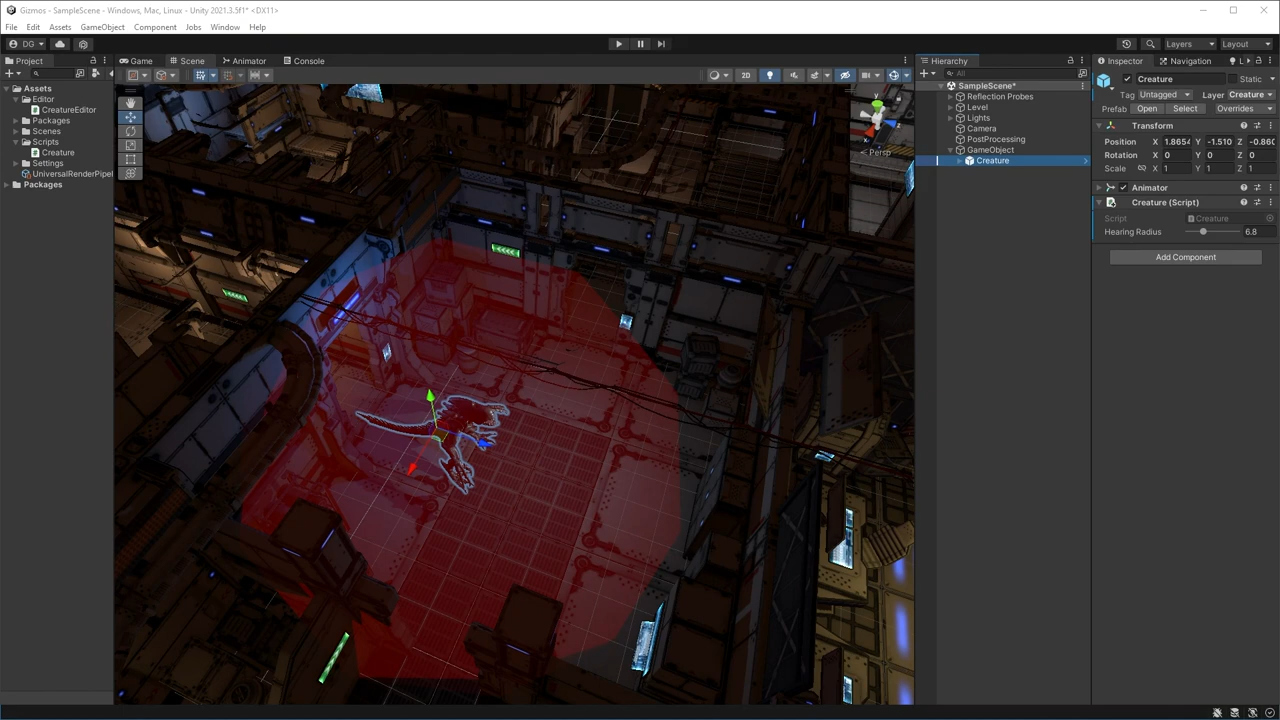 Gizmos - SampleScene - Windows, Mac, Linux - Unity 2021.3.5f1* <DX11>
File Edit Assets GameObject Component Jobs Window Help
DG Layers Layout
Project Game Scene Animator Console Hierarchy Inspector Navigation L
2D All
Assets
Editor
CreatureEditor
Packages
Scenes
Scripts
Creature
Settings
UniversalRenderPipel
Packages
y
z
x
< Persp
SampleScene*
Reflection Probes
Level
Lights
Camera
PostProcessing
GameObject
Creature
Creature Static
Tag Untagged Layer Creature
Prefab Open Select Overrides
Transform
Position X 1.8654 Y -1.510 Z -0.860
Rotation X 0 Y 0 Z 0
Scale X 1 Y 1 Z 1
Animator
Creature (Script)
Script Creature
Hearing Radius 6.8
Add Component